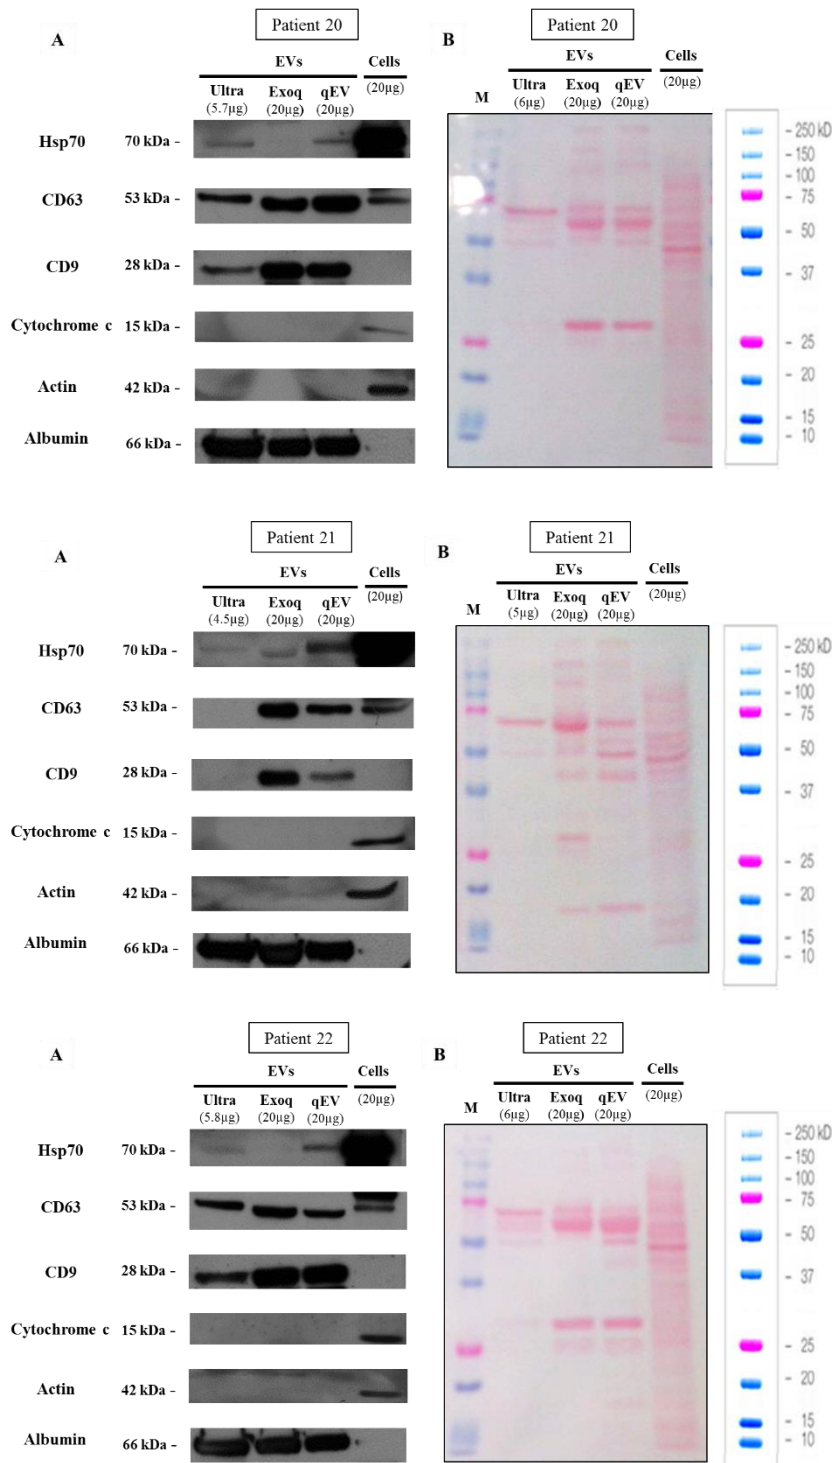 Patient 20
A
EVs
Cells
Ultra Exoq qEV (20µg)
(5.7µg) (20µg) (20µg)
Hsp70 70 kDa -
CD63 53 kDa -
CD9 28 kDa -
Cytochrome c 15 kDa -
Actin 42 kDa -
Albumin 66 kDa -
Patient 20
B
EVs
Cells
M Ultra Exoq qEV (20µg)
(6µg) (20µg) (20µg)
- 250 kD
- 150
- 100
- 75
- 50
- 37
- 25
- 20
- 15
- 10
Patient 21
A
EVs
Cells
Ultra Exoq qEV (20µg)
(4.5µg) (20µg) (20µg)
Hsp70 70 kDa -
CD63 53 kDa -
CD9 28 kDa -
Cytochrome c 15 kDa -
Actin 42 kDa -
Albumin 66 kDa -
Patient 21
B
EVs
Cells
M Ultra Exoq qEV (20µg)
(5µg) (20µg) (20µg)
- 250 kD
- 150
- 100
- 75
- 50
- 37
- 25
- 20
- 15
- 10
Patient 22
A
EVs
Cells
Ultra Exoq qEV (20µg)
(5.8µg) (20µg) (20µg)
Hsp70 70 kDa -
CD63 53 kDa -
CD9 28 kDa -
Cytochrome c 15 kDa -
Actin 42 kDa -
Albumin 66 kDa -
Patient 22
B
EVs
Cells
M Ultra Exoq qEV (20µg)
(6µg) (20µg) (20µg)
- 250 kD
- 150
- 100
- 75
- 50
- 37
- 25
- 20
- 15
- 10